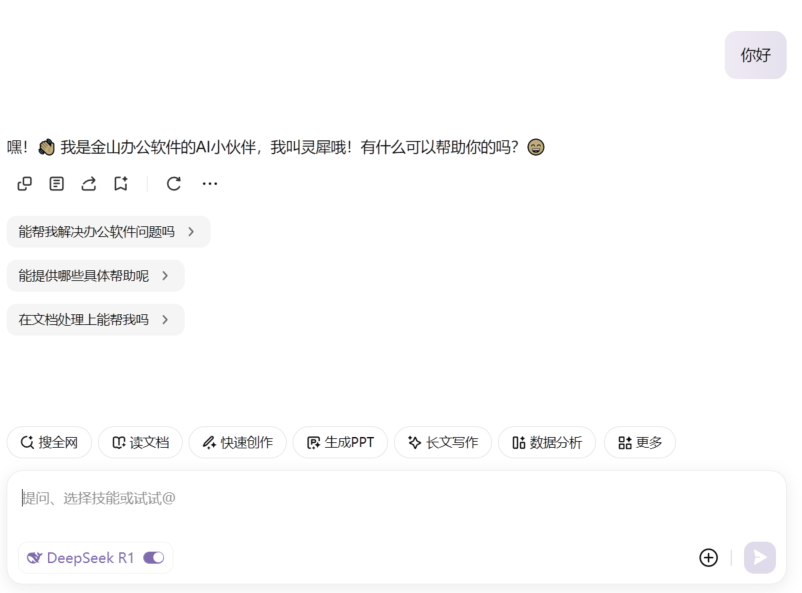 你好
嘿！👋 我是金山办公软件的AI小伙伴，我叫灵犀哦！有什么可以帮助你的吗？😄
能帮我解决办公软件问题吗
能提供哪些具体帮助呢
在文档处理上能帮我吗
搜全网 读文档 快速创作 生成PPT 长文写作 数据分析 更多
提问、选择技能或试试@
DeepSeek R1